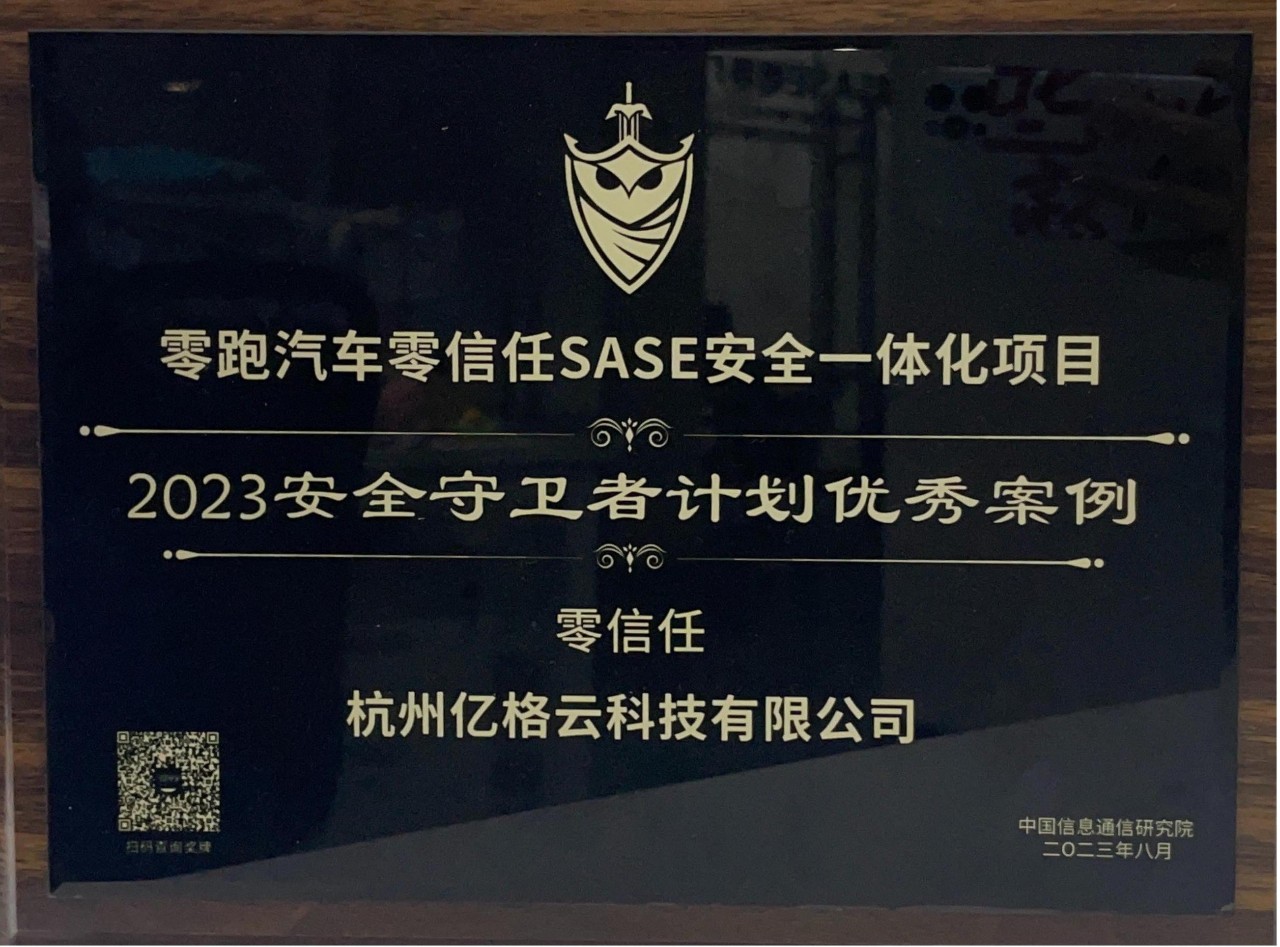 零跑汽车零信任SASE安全一体化项目
2023安全守卫者计划优秀案例
零信任
杭州亿格云科技有限公司
扫码查询奖牌
中国信息通信研究院
二〇二三年八月